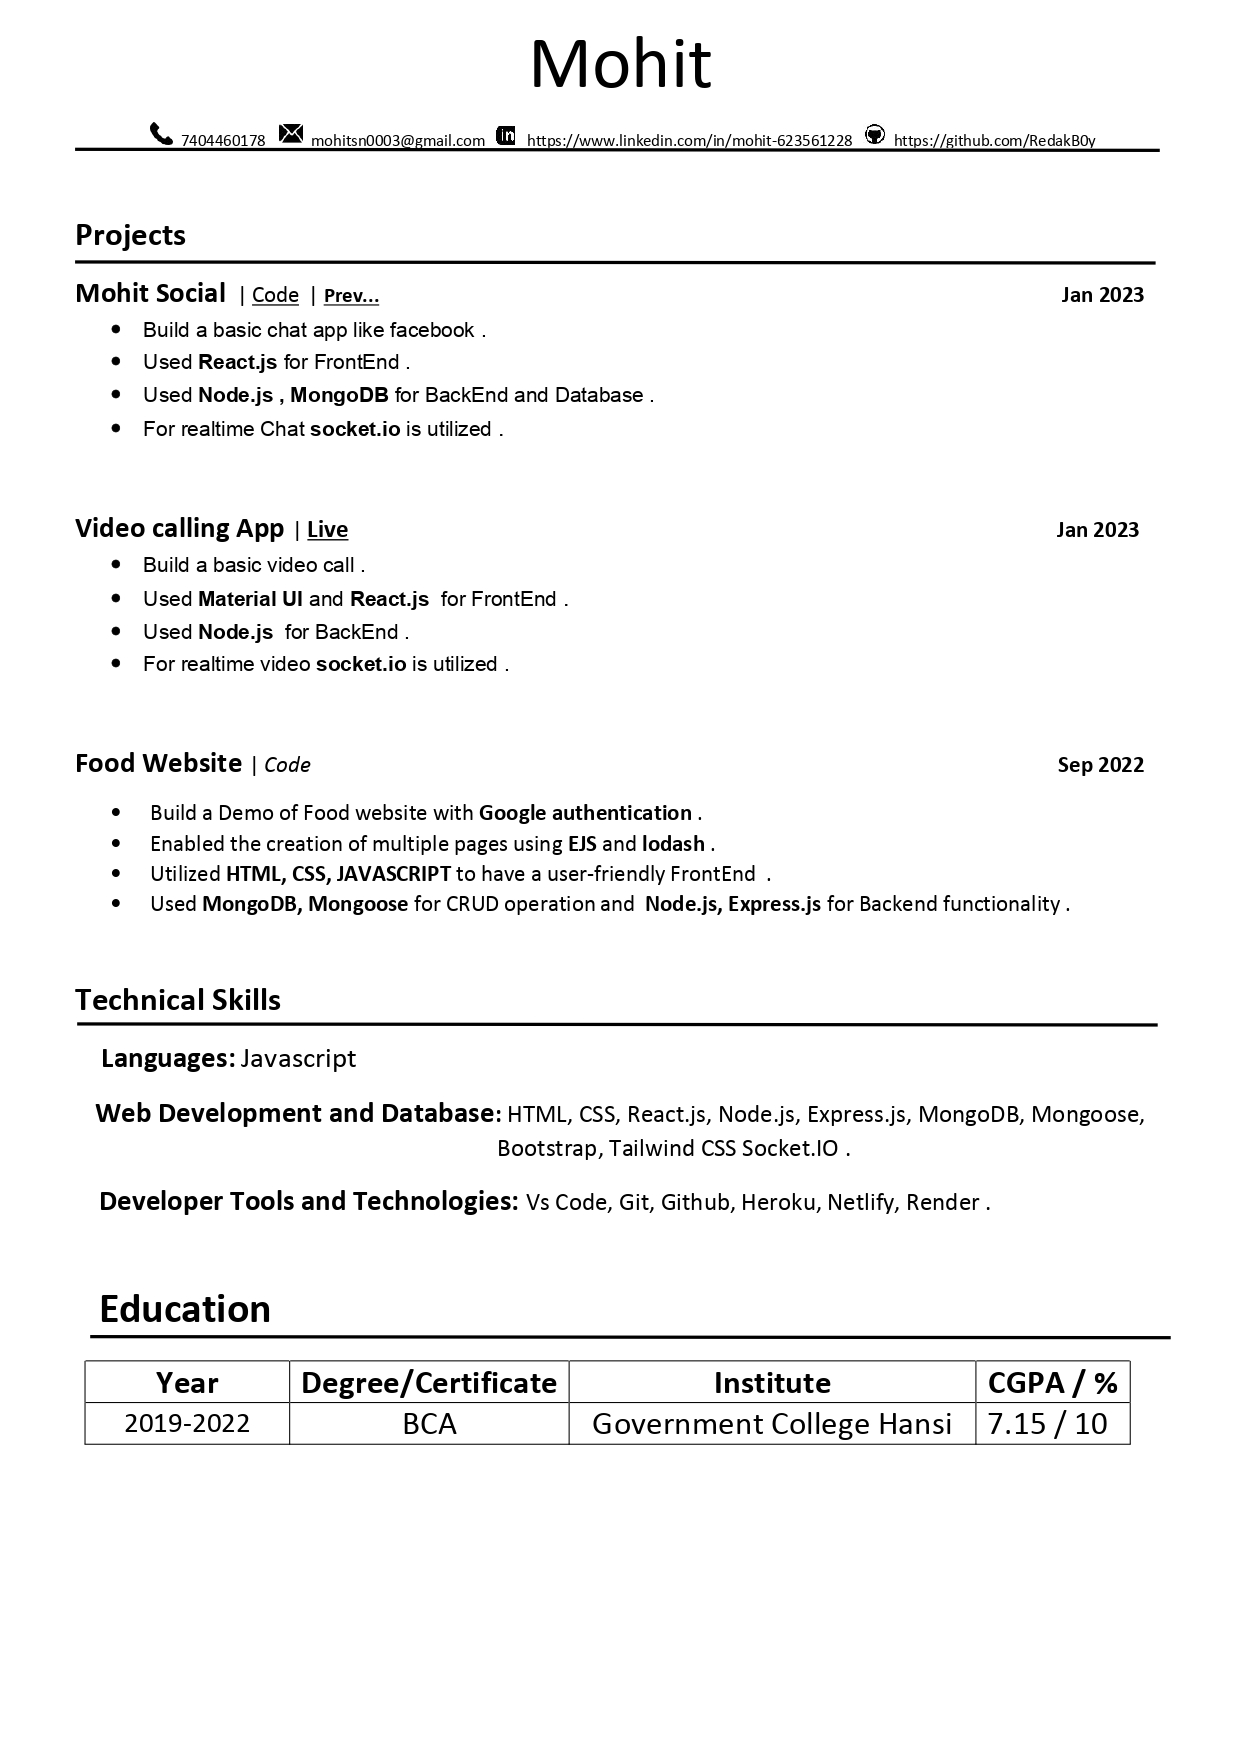 Mohit
7404460178 mohitsn0003@gmail.com in https://www.linkedin.com/in/mohit-623561228 https://github.com/RedakB0y
Projects
Mohit Social | Code | Prev... Jan 2023
• Build a basic chat app like facebook .
• Used React.js for FrontEnd .
• Used Node.js , MongoDB for BackEnd and Database .
• For realtime Chat socket.io is utilized .
Video calling App | Live Jan 2023
• Build a basic video call .
• Used Material UI and React.js for FrontEnd .
• Used Node.js for BackEnd .
• For realtime video socket.io is utilized .
Food Website | Code Sep 2022
• Build a Demo of Food website with Google authentication .
• Enabled the creation of multiple pages using EJS and lodash .
• Utilized HTML, CSS, JAVASCRIPT to have a user-friendly FrontEnd .
• Used MongoDB, Mongoose for CRUD operation and Node.js, Express.js for Backend functionality .
Technical Skills
Languages: Javascript
Web Development and Database: HTML, CSS, React.js, Node.js, Express.js, MongoDB, Mongoose,
Bootstrap, Tailwind CSS Socket.IO .
Developer Tools and Technologies: Vs Code, Git, Github, Heroku, Netlify, Render .
Education
Year Degree/Certificate Institute CGPA / %
2019-2022 BCA Government College Hansi 7.15 / 10